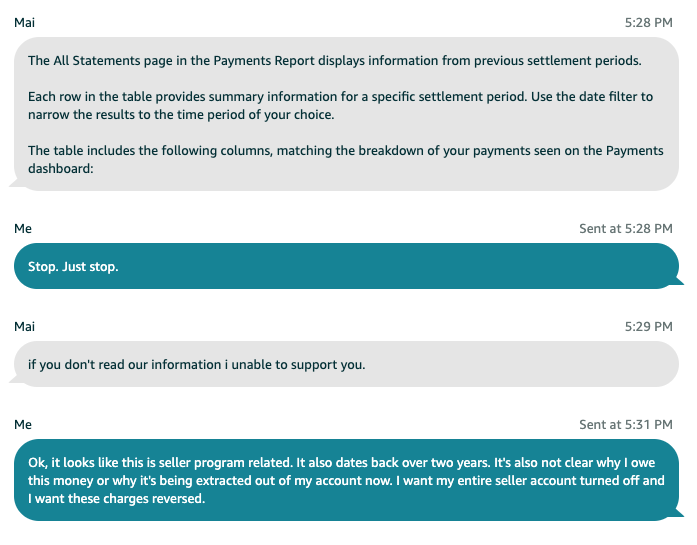 Mai 5:28 PM
The All Statements page in the Payments Report displays information from previous settlement periods.
Each row in the table provides summary information for a specific settlement period. Use the date filter to
narrow the results to the time period of your choice.
The table includes the following columns, matching the breakdown of your payments seen on the Payments
dashboard:
Me Sent at 5:28 PM
Stop. Just stop.
Mai 5:29 PM
if you don't read our information i unable to support you.
Me Sent at 5:31 PM
Ok, it looks like this is seller program related. It also dates back over two years. It's also not clear why I owe
this money or why it's being extracted out of my account now. I want my entire seller account turned off and
I want these charges reversed.